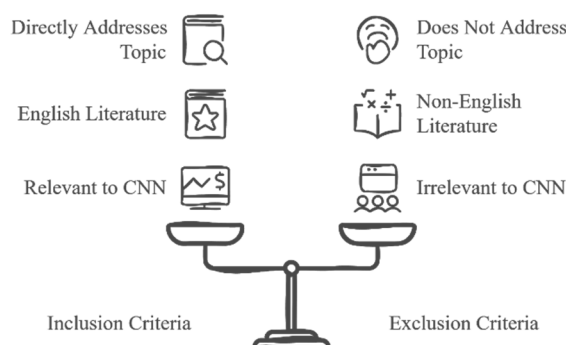 Directly Addresses
Topic
Does Not Address
Topic
English Literature
Non-English
Literature
Relevant to CNN
$
Irrelevant to CNN
Inclusion Criteria
Exclusion Criteria